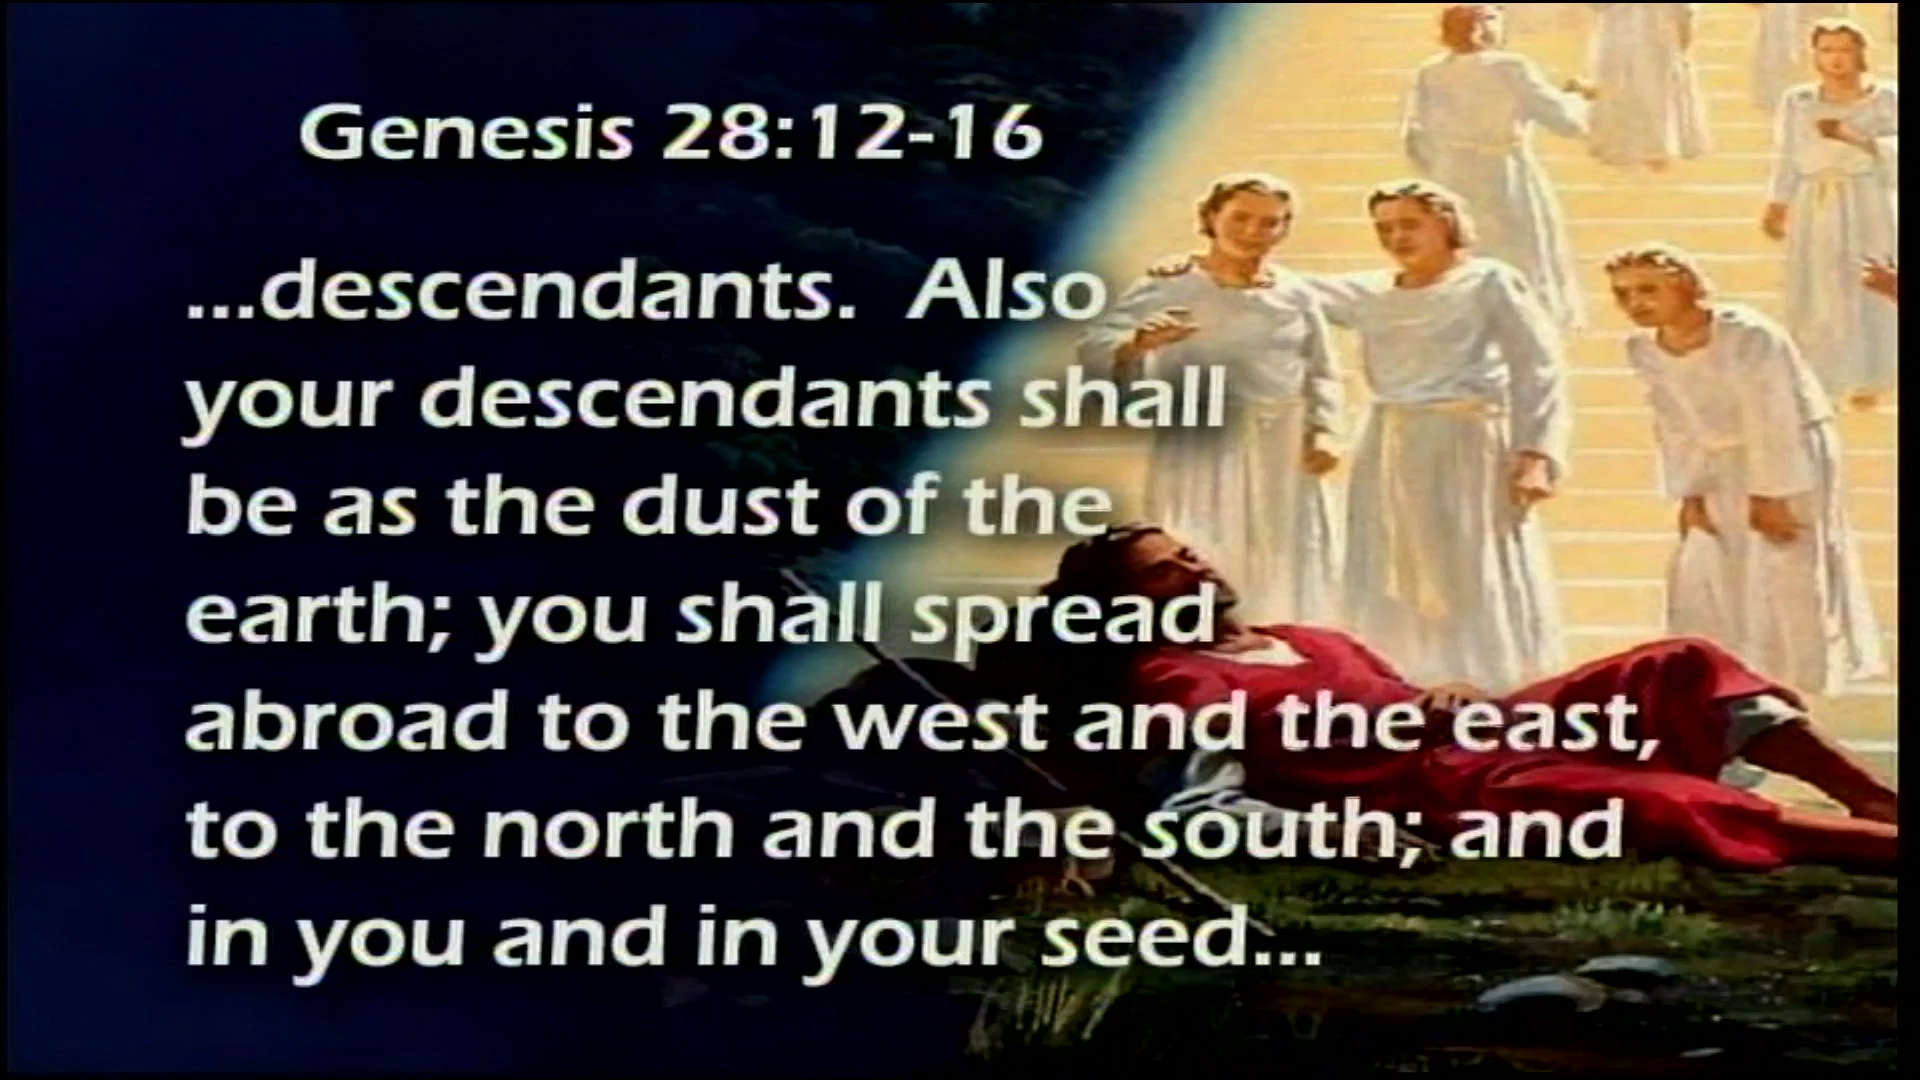 Genesis 28:12-16
...descendants.  Also
your descendants shall
be as the dust of the
earth; you shall spread
abroad to the west and the east,
to the north and the south; and
in you and in your seed...